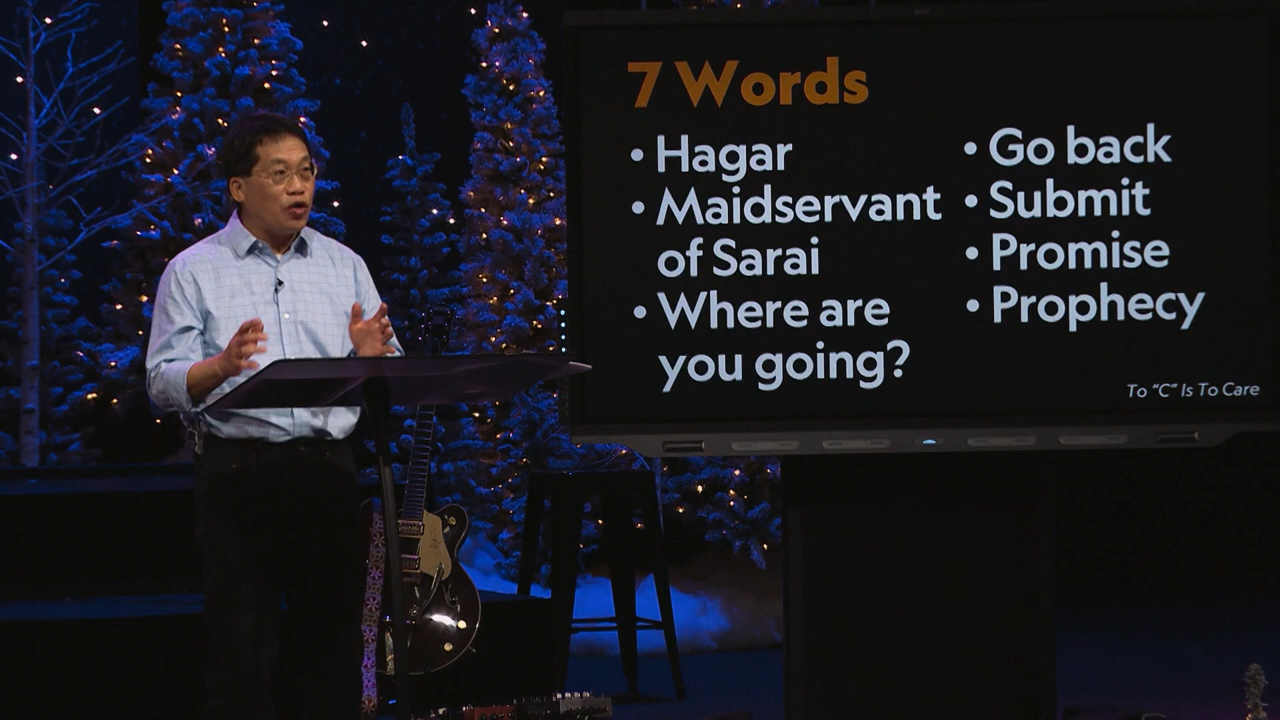 7 Words
• Hagar
• Maidservant
of Sarai
• Where are
you going?
• Go back
• Submit
• Promise
• Prophecy
To "C" Is To Care